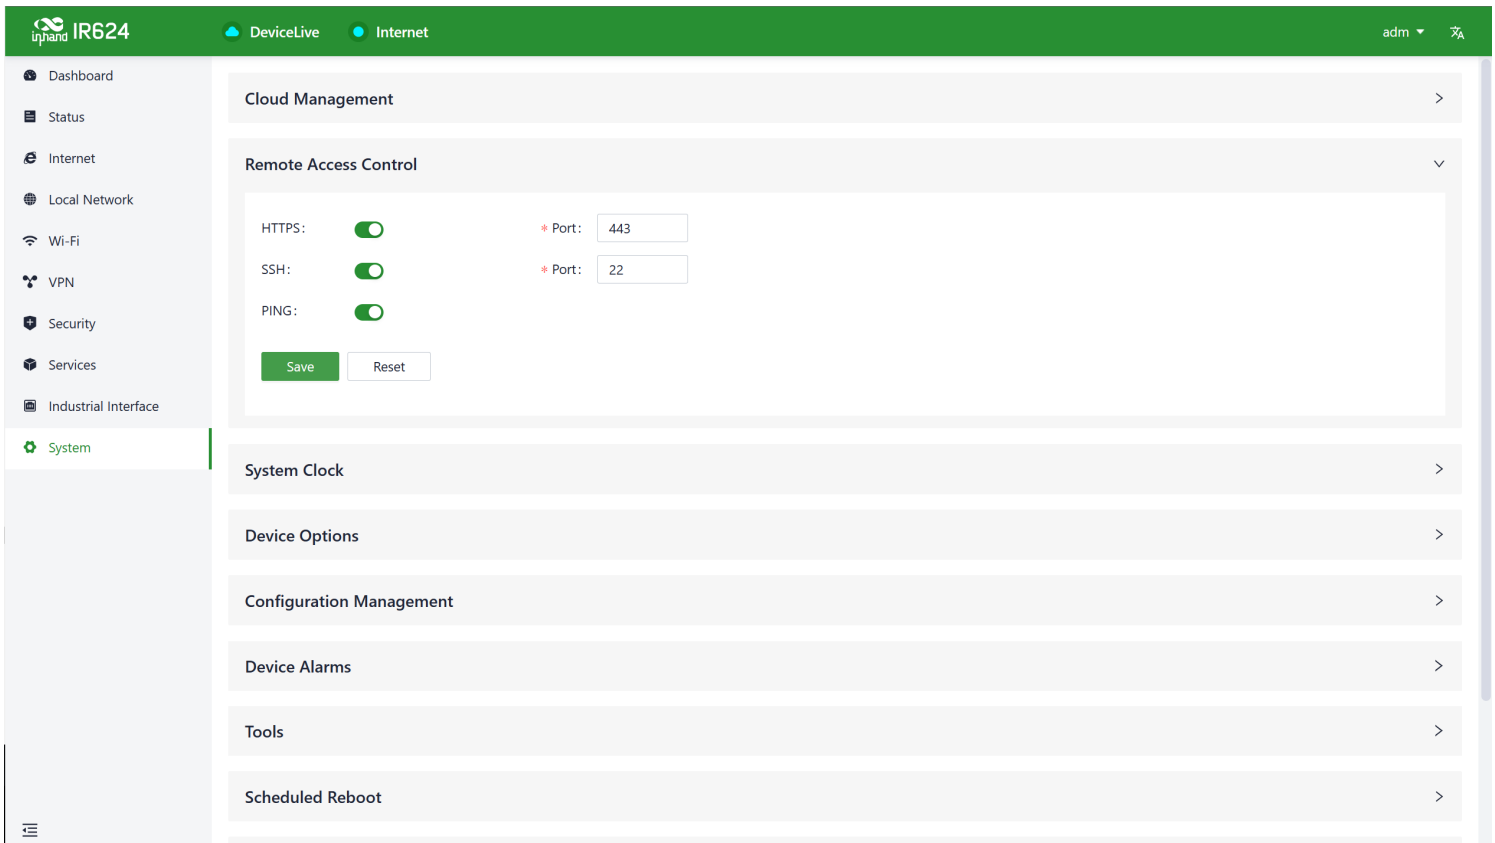 inhand IR624
DeviceLive
Internet
adm
Dashboard
Status
Internet
Local Network
Wi-Fi
VPN
Security
Services
Industrial Interface
System
Cloud Management
Remote Access Control
HTTPS:
* Port: 443
SSH:
* Port: 22
PING:
Save
Reset
System Clock
Device Options
Configuration Management
Device Alarms
Tools
Scheduled Reboot